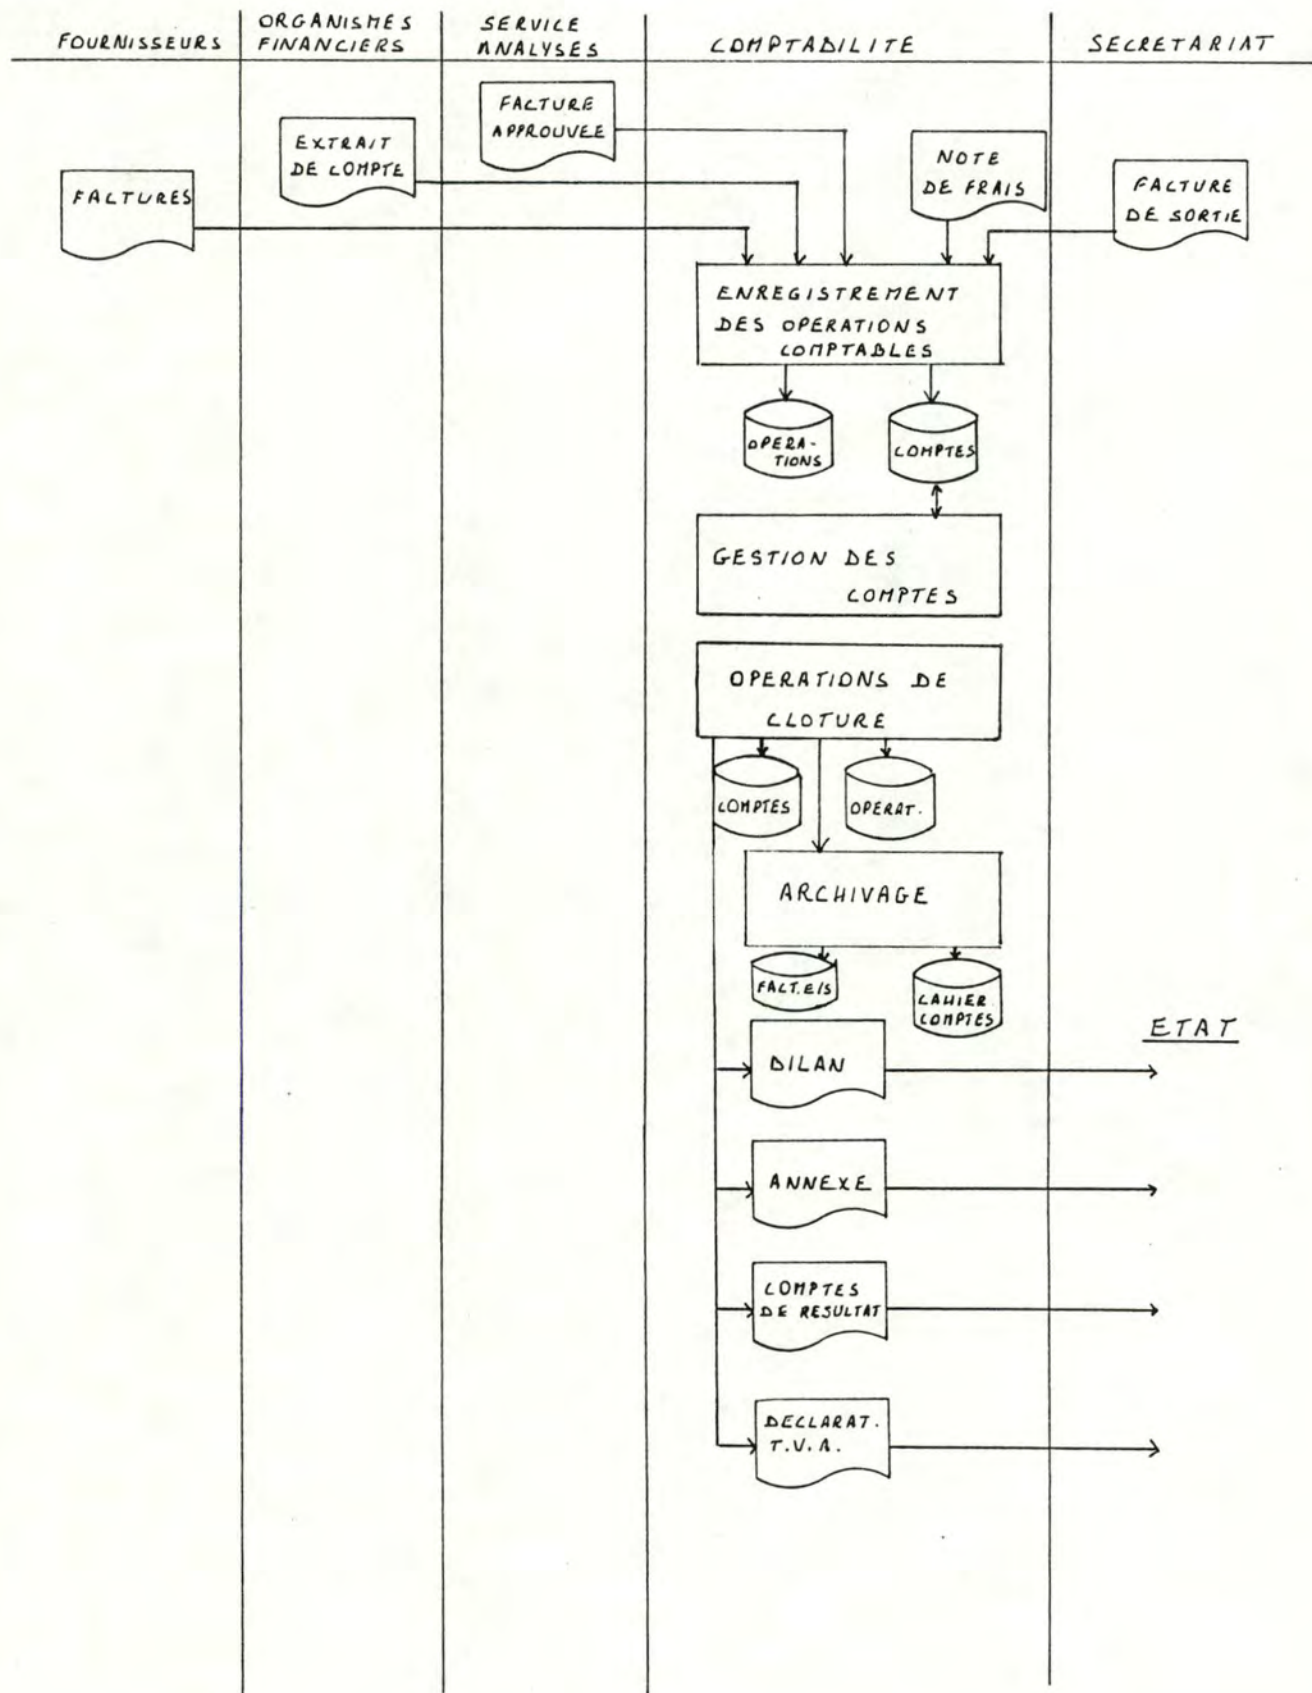 FOURNISSEURS
ORGANISMES
FINANCIERS
SERVICE
ANALYSES
COMPTABILITE
SECRETARIAT
FACTURE
APPROUVEE
EXTRAIT
DE COMPTE
NOTE
DE FRAIS
FACTURES
FACTURE
DE SORTIE
ENREGISTREMENT
DES OPERATIONS
COMPTABLES
OPERA-
TIONS
COMPTES
GESTION DES
COMPTES
OPERATIONS DE
CLOTURE
COMPTES
OPERAT.
ARCHIVAGE
FACT.E/S
CAHIER
COMPTES
ETAT
BILAN
ANNEXE
COMPTES
DE RESULTAT
DECLARAT.
T.V.A.